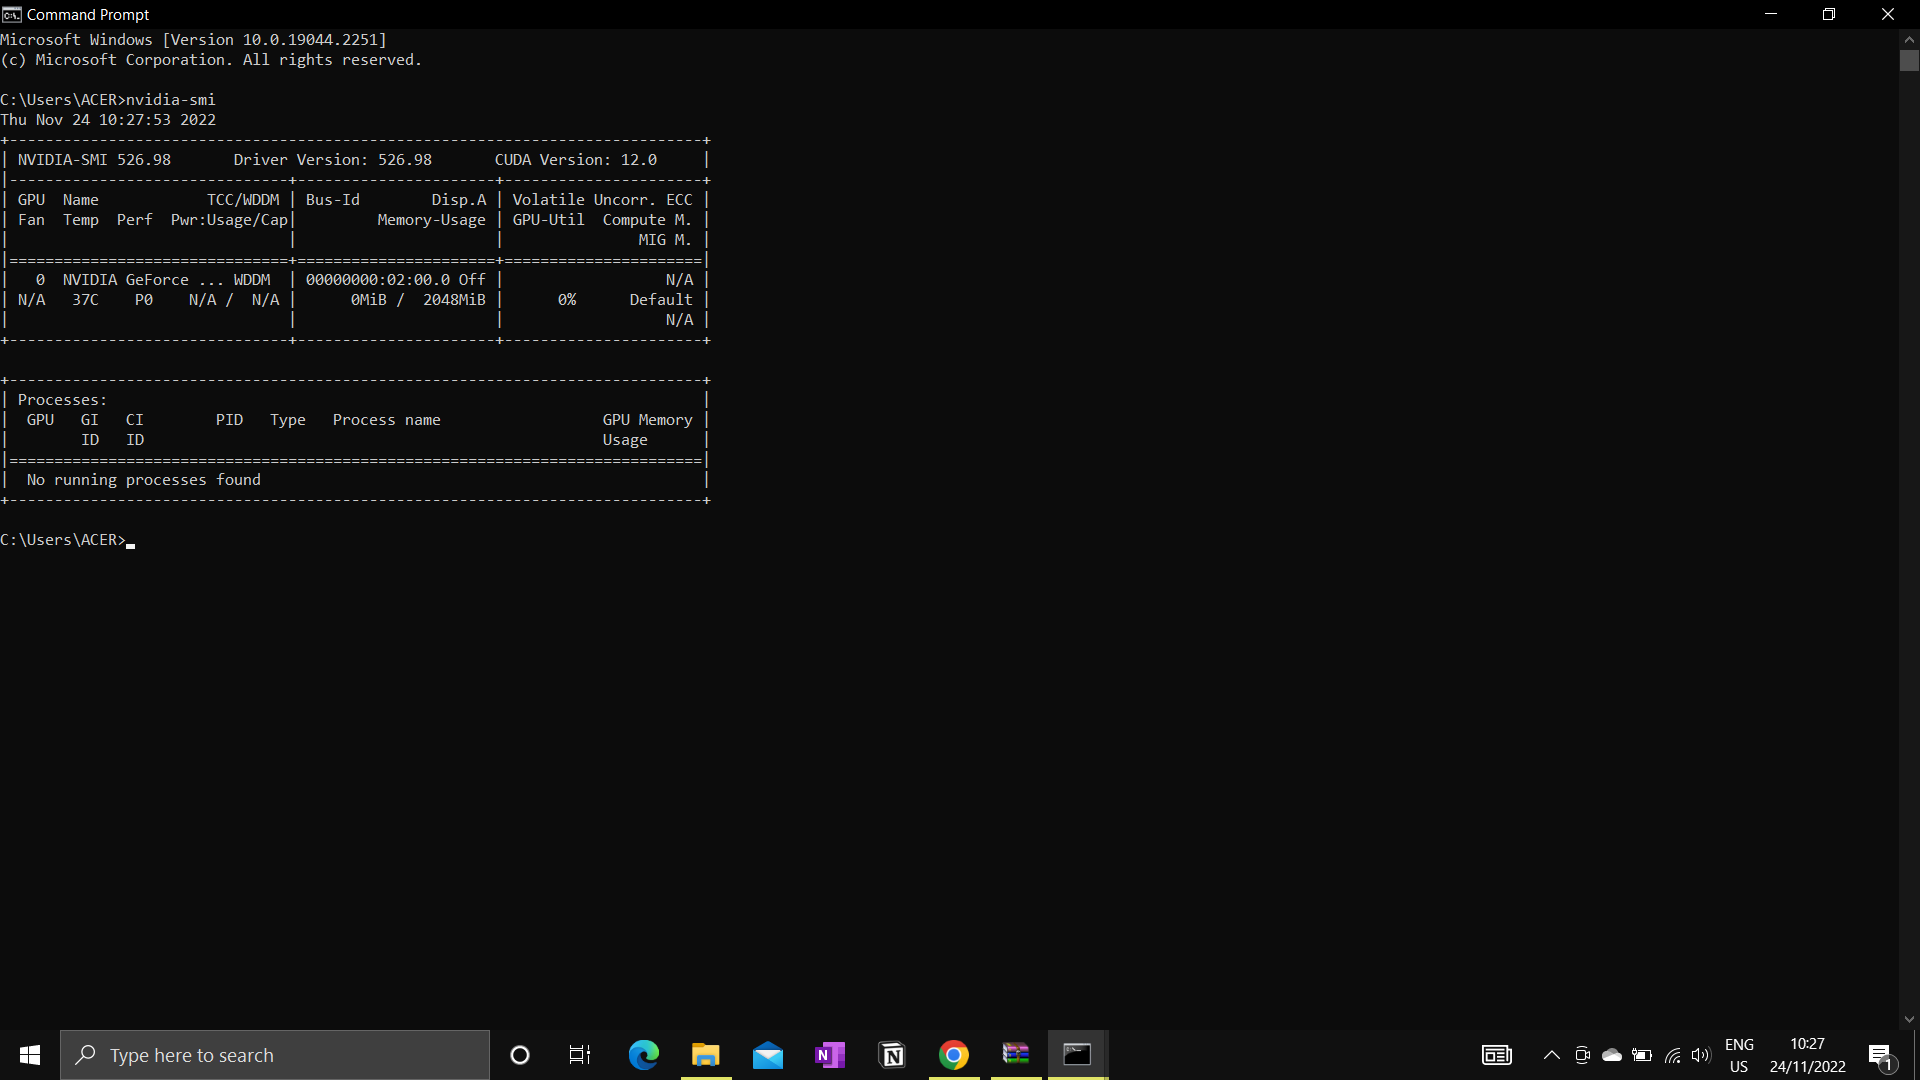 Command Prompt
Microsoft Windows [Version 10.0.19044.2251]
(c) Microsoft Corporation. All rights reserved.
C:\Users\ACER>nvidia-smi
Thu Nov 24 10:27:53 2022
+-----------------------------------------------------------------------------+
| NVIDIA-SMI 526.98       Driver Version: 526.98       CUDA Version: 12.0     |
|-------------------------------+----------------------+----------------------+
| GPU  Name            TCC/WDDM | Bus-Id        Disp.A | Volatile Uncorr. ECC |
| Fan  Temp  Perf  Pwr:Usage/Cap|         Memory-Usage | GPU-Util  Compute M. |
|                               |                      |               MIG M. |
|===============================+======================+======================|
|   0  NVIDIA GeForce ... WDDM  | 00000000:02:00.0 Off |                  N/A |
| N/A   37C    P0    N/A /  N/A |     0MiB /  2048MiB |      0%      Default |
|                               |                      |                  N/A |
+-------------------------------+----------------------+----------------------+
+-----------------------------------------------------------------------------+
| Processes:                                                                  |
|  GPU   GI   CI        PID   Type   Process name                  GPU Memory |
|        ID   ID                                                   Usage      |
|=============================================================================|
|  No running processes found                                                 |
+-----------------------------------------------------------------------------+
C:\Users\ACER>
Type here to search
ENG
US
10:27
24/11/2022
1